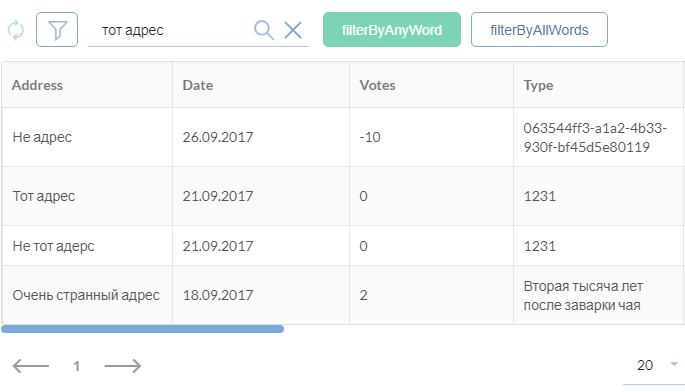 тот адрес
filterByAnyWord
filterByAllWords
Address Date Votes Type
Не адрес 26.09.2017 -10 063544ff3-a1a2-4b33-
930f-bf45d5e80119
Тот адрес 21.09.2017 0 1231
Не тот адерс 21.09.2017 0 1231
Очень странный адрес 18.09.2017 2 Вторая тысяча лет
после заварки чая
1
20